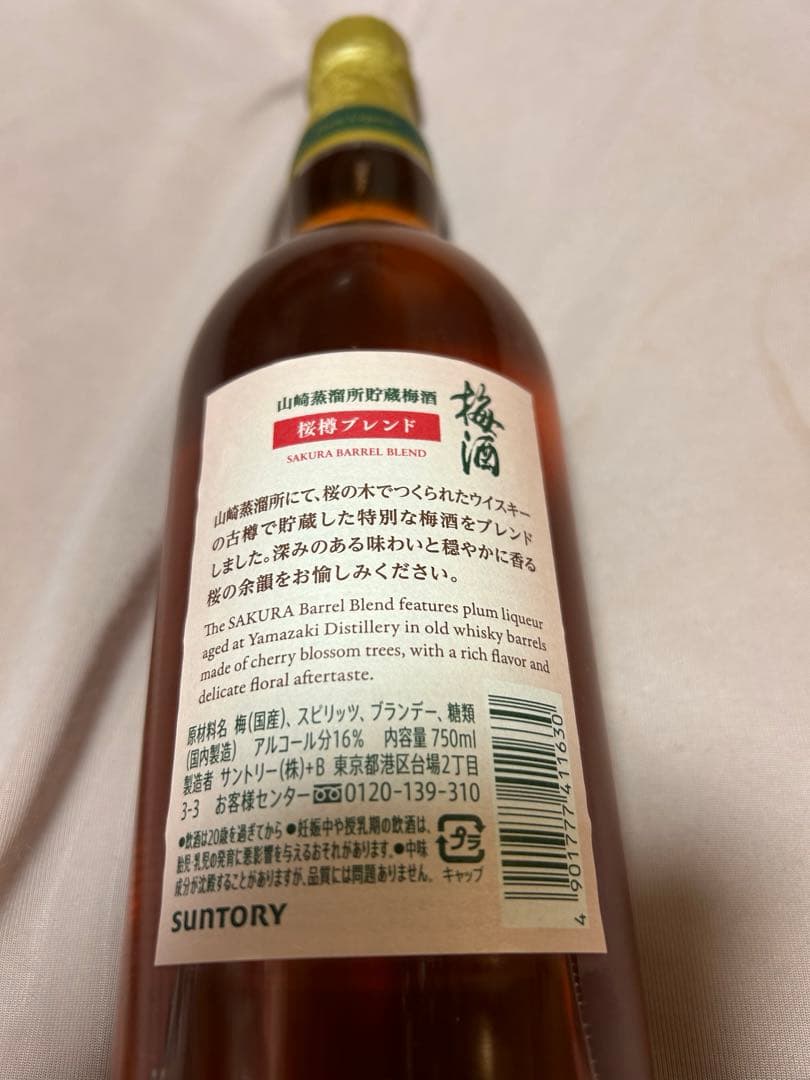 山崎蒸溜所貯蔵梅酒
桜樽ブレンド
SAKURA BARREL BLEND
梅酒
山崎蒸溜所にて、桜の木でつくられたウイスキー
の古樽で貯蔵した特別な梅酒をブレンド
しました。深みのある味わいと穏やかに香る
桜の余韻をお愉しみください。
The SAKURA Barrel Blend features plum liqueur
aged at Yamazaki Distillery in old whisky barrels
made of cherry blossom trees, with a rich flavor and
delicate floral aftertaste.
原材料名 梅(国産)、スピリッツ、ブランデー、糖類
(国内製造) アルコール分16% 内容量 750ml
製造者 サントリー(株)+B 東京都港区台場2丁目
3-3 お客様センター 0120-139-310
●飲酒は20歳を過ぎてから ●妊娠中や授乳期の飲酒は、
胎児・乳児の発育に悪影響を与えるおそれがあります。●中味
成分が沈殿することがありますが、品質には問題ありません。
プラ
キャップ
SUNTORY
4 901777 411630